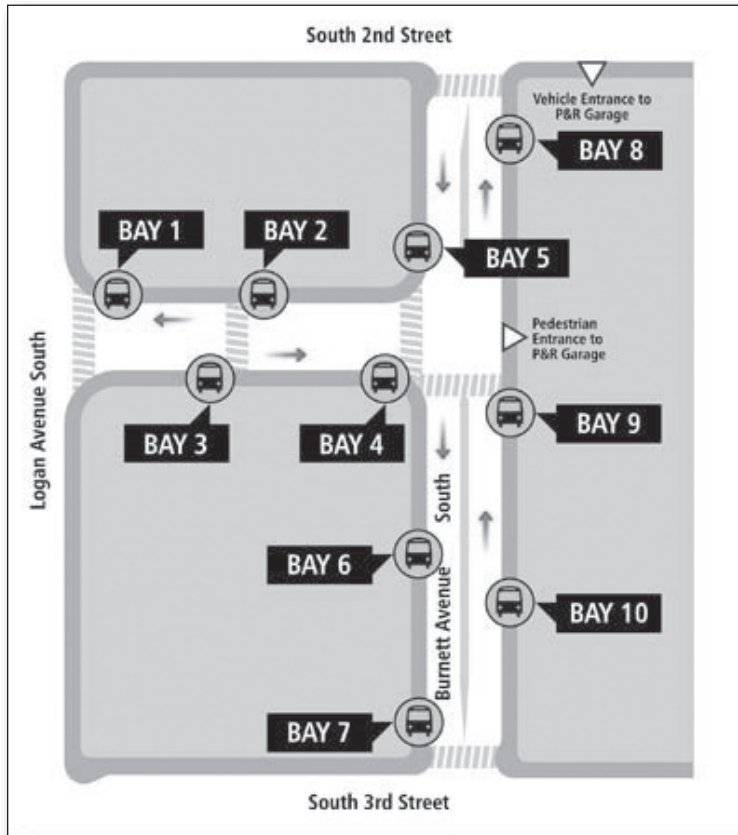 South 2nd Street
Vehicle Entrance to
P&R Garage
BAY 8
BAY 1
BAY 2
BAY 5
Pedestrian
Entrance to
P&R Garage
BAY 3
BAY 4
BAY 9
Logan Avenue South
BAY 6
Burnett Avenue South
BAY 10
BAY 7
South 3rd Street